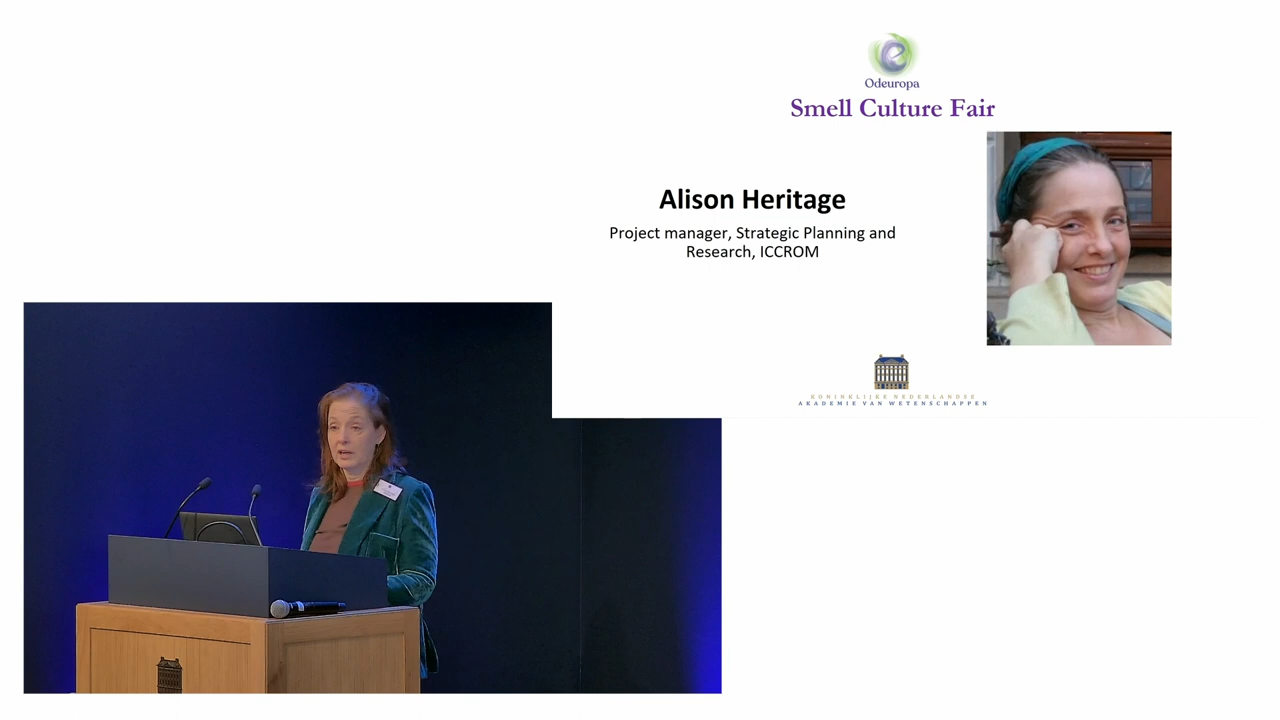 Odeuropa
Smell Culture Fair
Alison Heritage
Project manager, Strategic Planning and
Research, ICCROM
KONINKLIJKE NEDERLANDSE
AKADEMIE VAN WETENSCHAPPEN